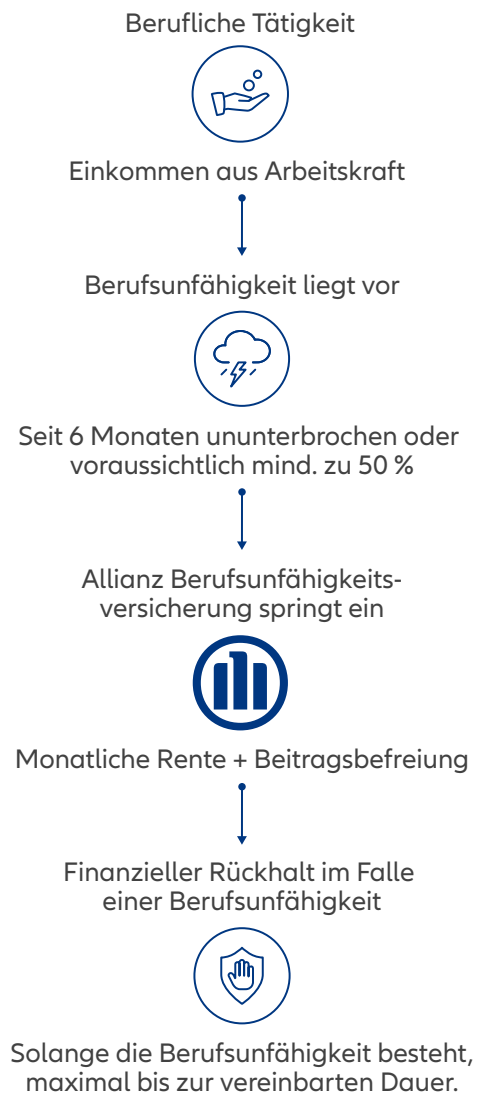 Berufliche Tätigkeit
Einkommen aus Arbeitskraft
Berufsunfähigkeit liegt vor
Seit 6 Monaten ununterbrochen oder
voraussichtlich mind. zu 50 %
Allianz Berufsunfähigkeits-
versicherung springt ein
Monatliche Rente + Beitragsbefreiung
Finanzieller Rückhalt im Falle
einer Berufsunfähigkeit
Solange die Berufsunfähigkeit besteht,
maximal bis zur vereinbarten Dauer.